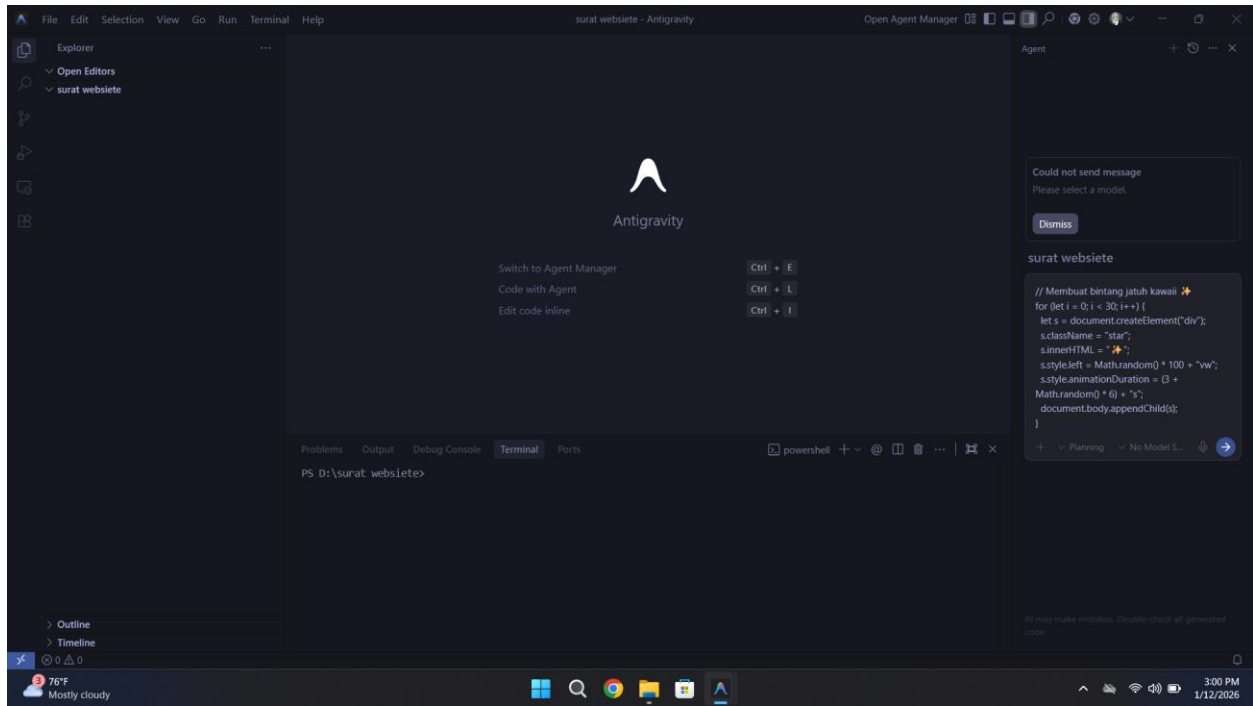 File Edit Selection View Go Run Terminal Help
surat websiete - Antigravity
Open Agent Manager
Explorer
Open Editors
surat websiete
Outline
Timeline
Antigravity
Switch to Agent Manager Ctrl + E
Code with Agent Ctrl + L
Edit code inline Ctrl + I
Problems Output Debug Console Terminal Ports
powershell
PS D:\surat websiete>
Agent
Could not send message
Please select a model.
Dismiss
surat websiete
// Membuat bintang jatuh kawaii ✨
for (let i = 0; i < 30; i++) {
let s = document.createElement("div");
s.className = "star";
s.innerHTML = "✨";
s.style.left = Math.random() * 100 + "vw";
s.style.animationDuration = (3 +
Math.random() * 6) + "s";
document.body.appendChild(s);
}
Planning No Model S...
AI may make mistakes. Double-check all generated
code.
0 0
3
76°F
Mostly cloudy
3:00 PM
1/12/2026